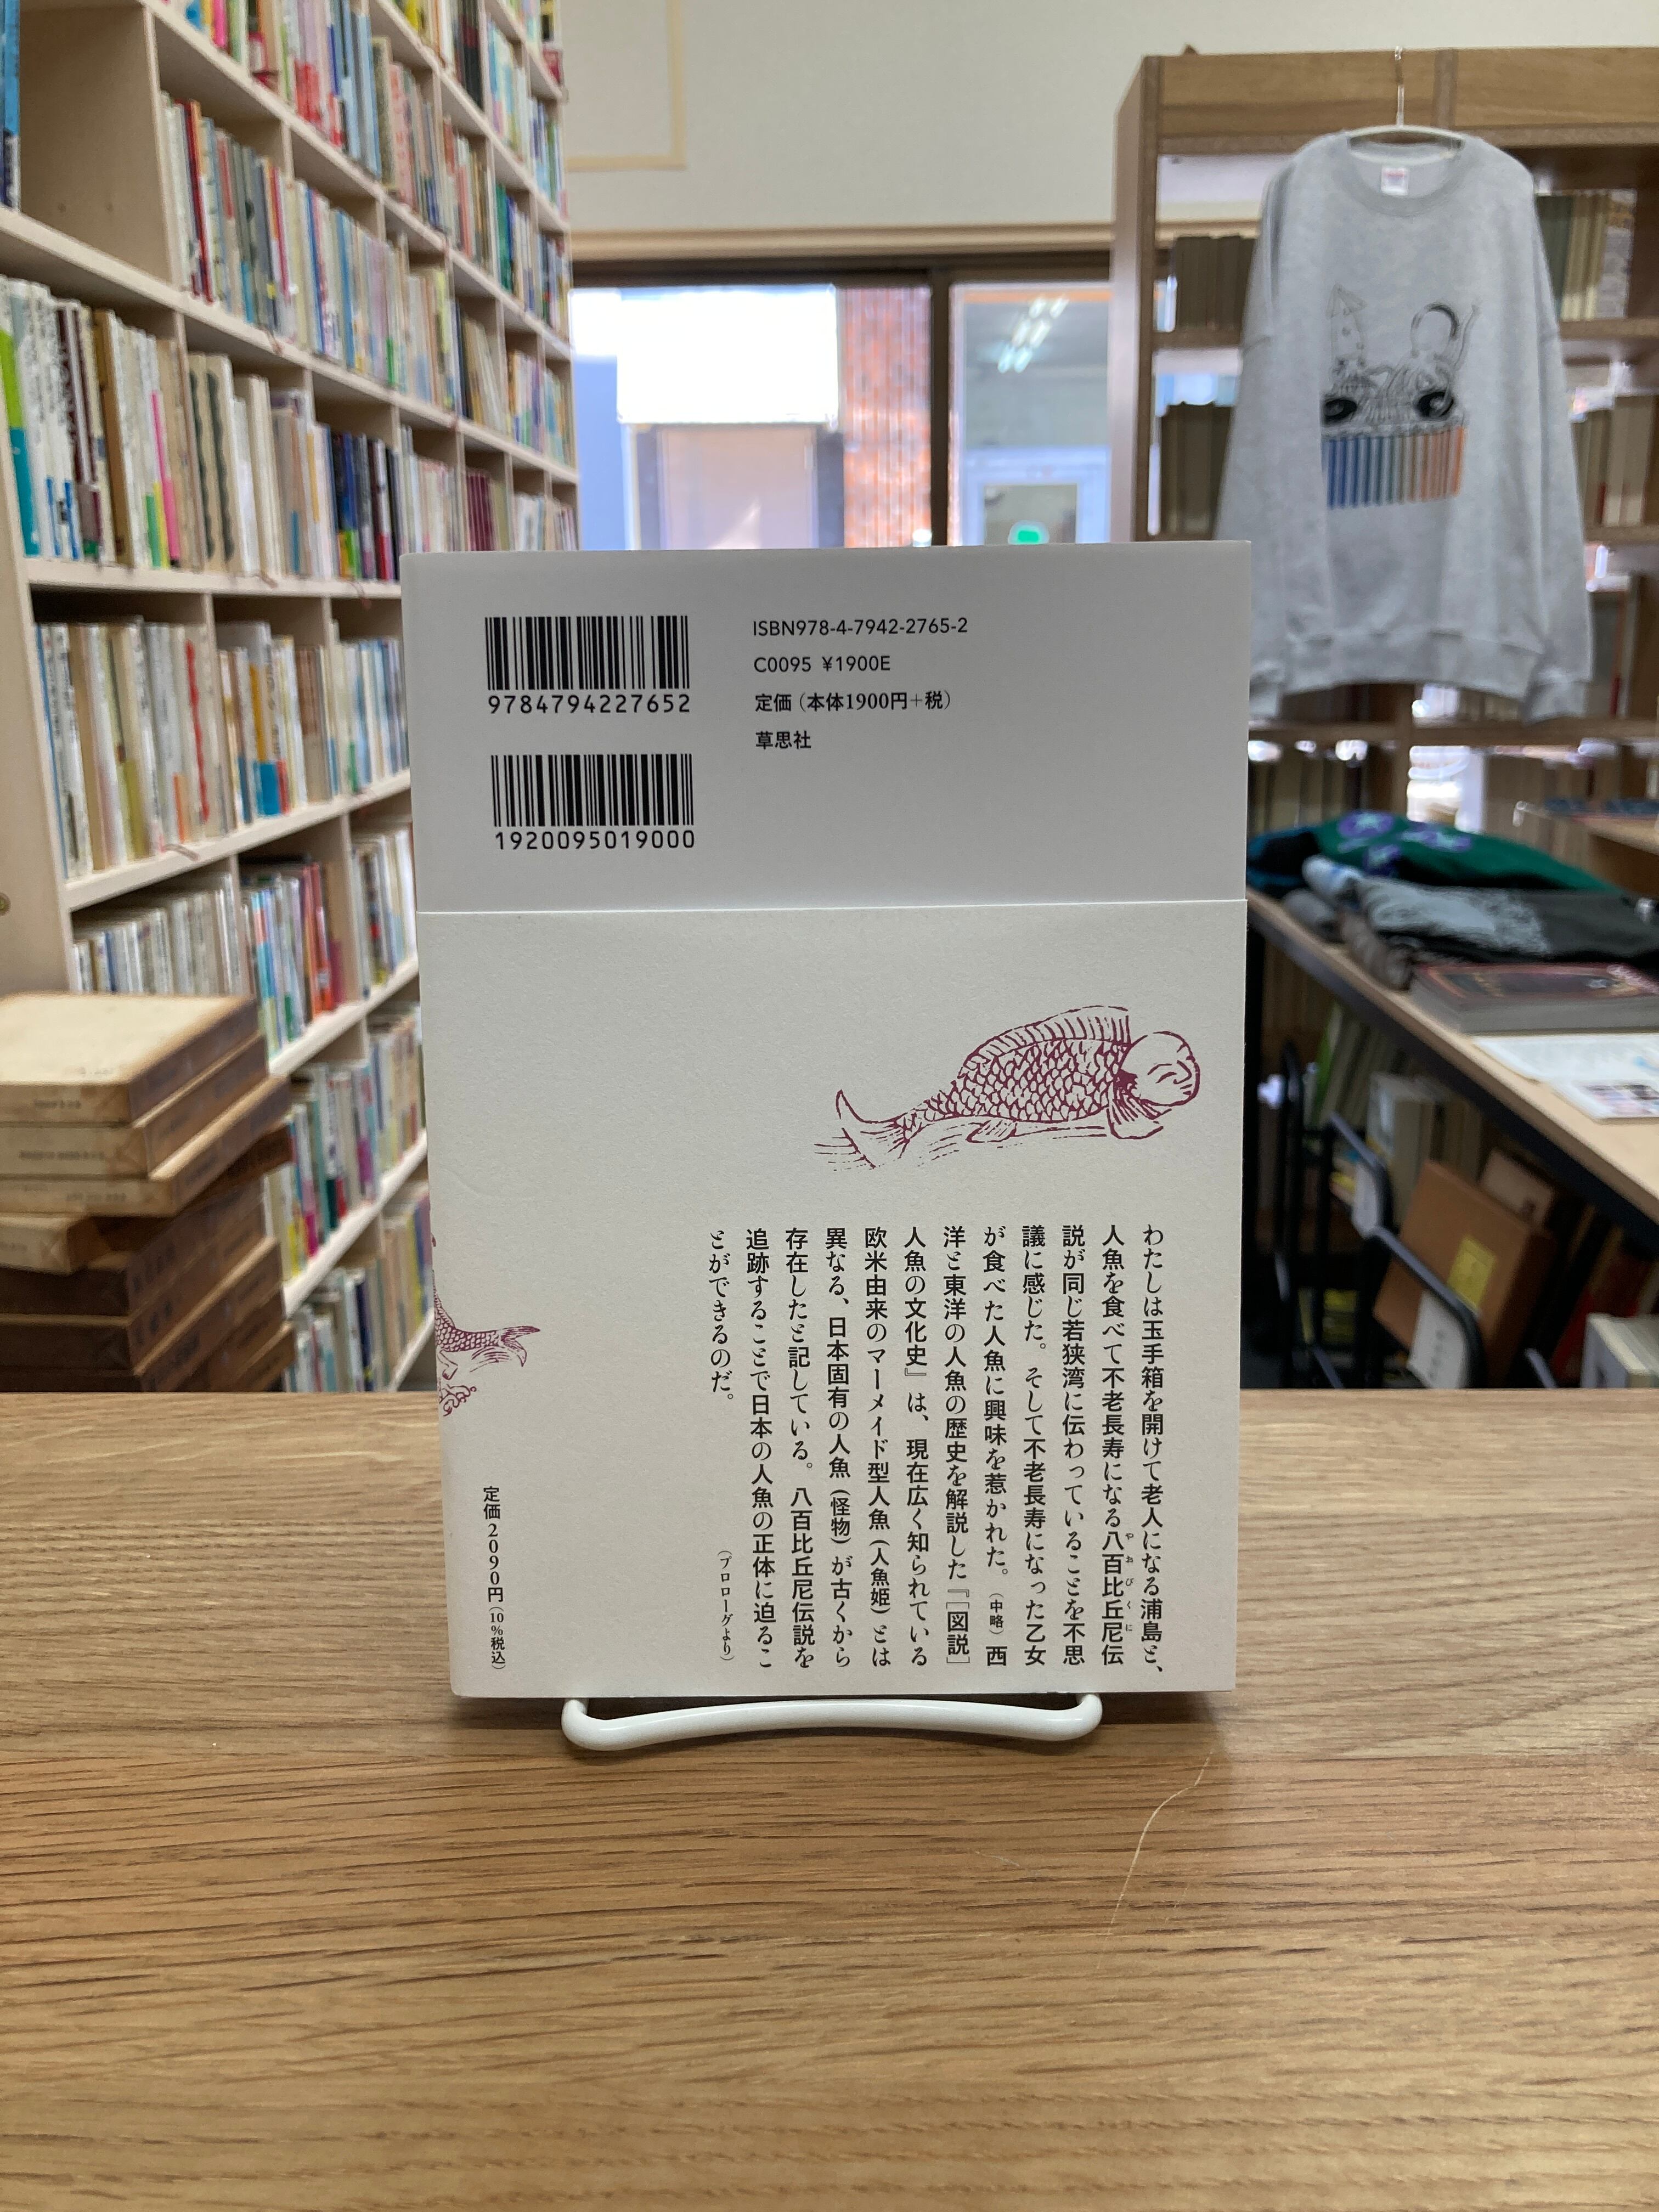 ISBN978-4-7942-2765-2
C0095 ¥1900E
定価（本体1900円+税）
草思社
9784794227652
1920095019000
わたしは玉手箱を開けて老人になる浦島と、
人魚を食べて不老長寿になる八百比丘尼伝
やおびくに
説が同じ若狭湾に伝わっていることを不思
議に感じた。そして不老長寿になった乙女
が食べた人魚に興味を惹かれた。（中略）西
洋と東洋の人魚の歴史を解説した『［図説］
人魚の文化史』は、現在広く知られている
欧米由来のマーメイド型人魚（人魚姫）とは
異なる、日本固有の人魚（怪物）が古くから
存在したと記している。八百比丘尼伝説を
追跡することで日本の人魚の正体に迫るこ
とができるのだ。
（プロローグより）
定価2090円（10%税込）